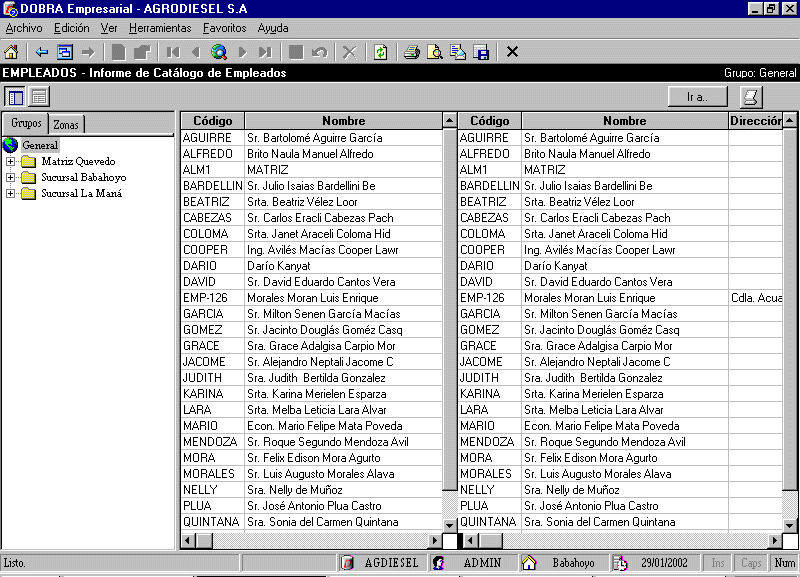 DOBRA Empresarial - AGRODIESEL S.A
Archivo Edición Ver Herramientas Favoritos Ayuda
EMPLEADOS - Informe de Catálogo de Empleados Grupo: General
Ir a..
Grupos Zonas
General
Matriz Quevedo
Sucursal Babahoyo
Sucursal La Maná
Código Nombre Código Nombre Dirección
AGUIRRE Sr. Bartolomé Aguirre García AGUIRRE Sr. Bartolomé Aguirre García
ALFREDO Brito Naula Manuel Alfredo ALFREDO Brito Naula Manuel Alfredo
ALM1 MATRIZ ALM1 MATRIZ
BARDELLIN Sr. Julio Isaias Bardellini Be BARDELLIN Sr. Julio Isaias Bardellini Be
BEATRIZ Srta. Beatriz Vélez Loor BEATRIZ Srta. Beatriz Vélez Loor
CABEZAS Sr. Carlos Eracli Cabezas Pach CABEZAS Sr. Carlos Eracli Cabezas Pach
COLOMA Srta. Janet Araceli Coloma Hid COLOMA Srta. Janet Araceli Coloma Hid
COOPER Ing. Avilés Macías Cooper Lawr COOPER Ing. Avilés Macías Cooper Lawr
DARIO Darío Kanyat DARIO Darío Kanyat
DAVID Sr. David Eduardo Cantos Vera DAVID Sr. David Eduardo Cantos Vera
EMP-126 Morales Moran Luis Enrique EMP-126 Morales Moran Luis Enrique Cdla. Acua
GARCIA Sr. Milton Senen García Macías GARCIA Sr. Milton Senen García Macías
GOMEZ Sr. Jacinto Douglás Goméz Casq GOMEZ Sr. Jacinto Douglás Goméz Casq
GRACE Sra. Grace Adalgisa Carpio Mor GRACE Sra. Grace Adalgisa Carpio Mor
JACOME Sr. Alejandro Neptali Jacome C JACOME Sr. Alejandro Neptali Jacome C
JUDITH Sra. Judith Bertilda Gonzalez JUDITH Sra. Judith Bertilda Gonzalez
KARINA Srta. Karina Merielen Esparza KARINA Srta. Karina Merielen Esparza
LARA Srta. Melba Leticia Lara Alvar LARA Srta. Melba Leticia Lara Alvar
MARIO Econ. Mario Felipe Mata Poveda MARIO Econ. Mario Felipe Mata Poveda
MENDOZA Sr. Roque Segundo Mendoza Avil MENDOZA Sr. Roque Segundo Mendoza Avil
MORA Sr. Felix Edison Mora Agurto MORA Sr. Felix Edison Mora Agurto
MORALES Sr. Luis Augusto Morales Alava MORALES Sr. Luis Augusto Morales Alava
NELLY Sra. Nelly de Muñoz NELLY Sra. Nelly de Muñoz
PLUA Sr. José Antonio Plua Castro PLUA Sr. José Antonio Plua Castro
QUINTANA Sra. Sonia del Carmen Quintana QUINTANA Sra. Sonia del Carmen Quintana
Listo. AGDIESEL ADMIN Babahoyo 29/01/2002 Ins Caps Num